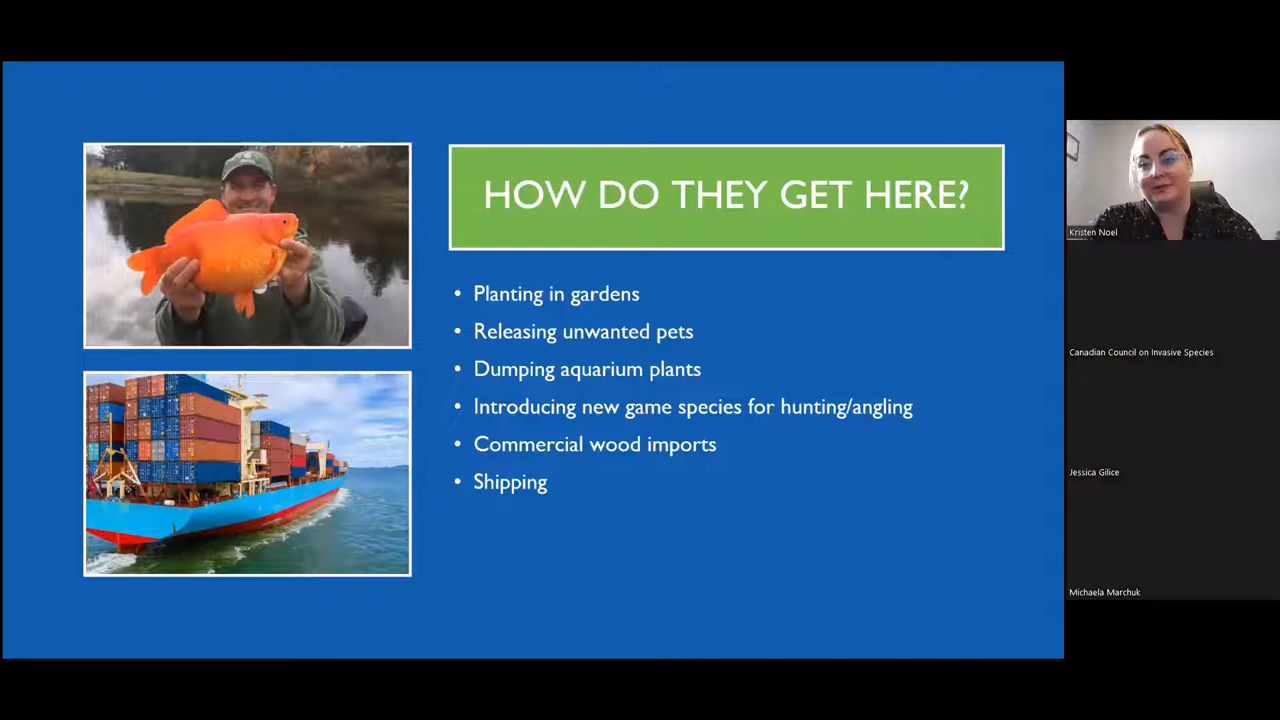 HOW DO THEY GET HERE?
• Planting in gardens
• Releasing unwanted pets
• Dumping aquarium plants
• Introducing new game species for hunting/angling
• Commercial wood imports
• Shipping
Kristen Noel
Canadian Council on Invasive Species
Jessica Gilice
Michaela Marchuk